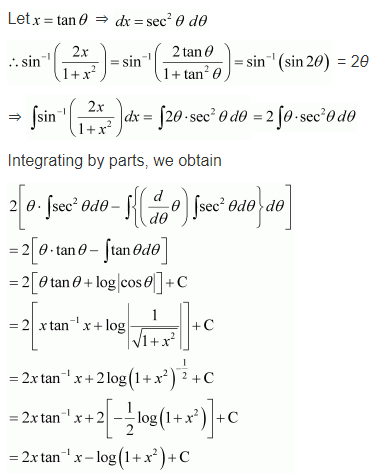 Let x = tan θ ⇒ dx = sec² θ dθ
∴ sin⁻¹(2x/(1+x²)) = sin⁻¹(2 tan θ/(1+tan² θ)) = sin⁻¹(sin 2θ) = 2θ
⇒ ∫sin⁻¹(2x/(1+x²))dx = ∫2θ·sec² θ dθ = 2∫θ·sec²θ dθ
Integrating by parts, we obtain
2[θ·∫sec² θdθ − ∫{(d/dθ θ)∫sec² θdθ}dθ]
= 2[θ·tan θ − ∫tan θdθ]
= 2[θ tan θ + log|cos θ|] + C
= 2[x tan⁻¹ x + log|1/√(1+x²)|] + C
= 2x tan⁻¹ x + 2 log(1+x²)^(−1/2) + C
= 2x tan⁻¹ x + 2[−1/2 log(1+x²)] + C
= 2x tan⁻¹ x − log(1+x²) + C